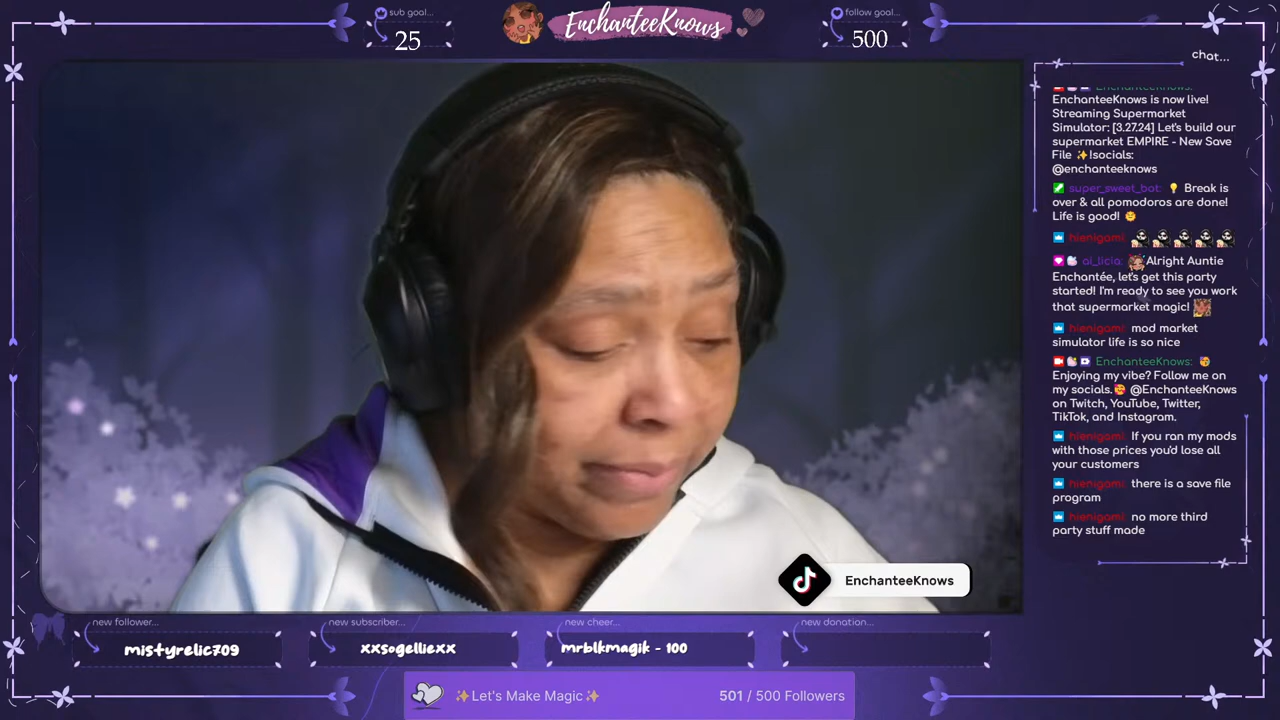 sub goal...
25
EnchanteeKnows
follow goal...
500
chat...
EnchanteeKnows:
EnchanteeKnows is now live!
Streaming Supermarket
Simulator: [3.27.24] Let's build our
supermarket EMPIRE - New Save
File ✨Isocials:
@enchanteeknows
super_sweet_bot: 💡 Break is
over & all pomodoros are done!
Life is good! 🙂
hienigami:
ai_licia: Alright Auntie
Enchantée, let's get this party
started! I'm ready to see you work
that supermarket magic!
hienigami: mod market
simulator life is so nice
EnchanteeKnows: 🥳
Enjoying my vibe? Follow me on
my socials.🥰 @EnchanteeKnows
on Twitch, YouTube, Twitter,
TikTok, and Instagram.
hienigami: If you ran my mods
with those prices you'd lose all
your customers
hienigami: there is a save file
program
hienigami: no more third
party stuff made
EnchanteeKnows
new follower...
mistyrelic709
new subscriber...
xxsogelliexx
new cheer...
mrblkmagik - 100
new donation...
✨Let's Make Magic✨
501 / 500 Followers